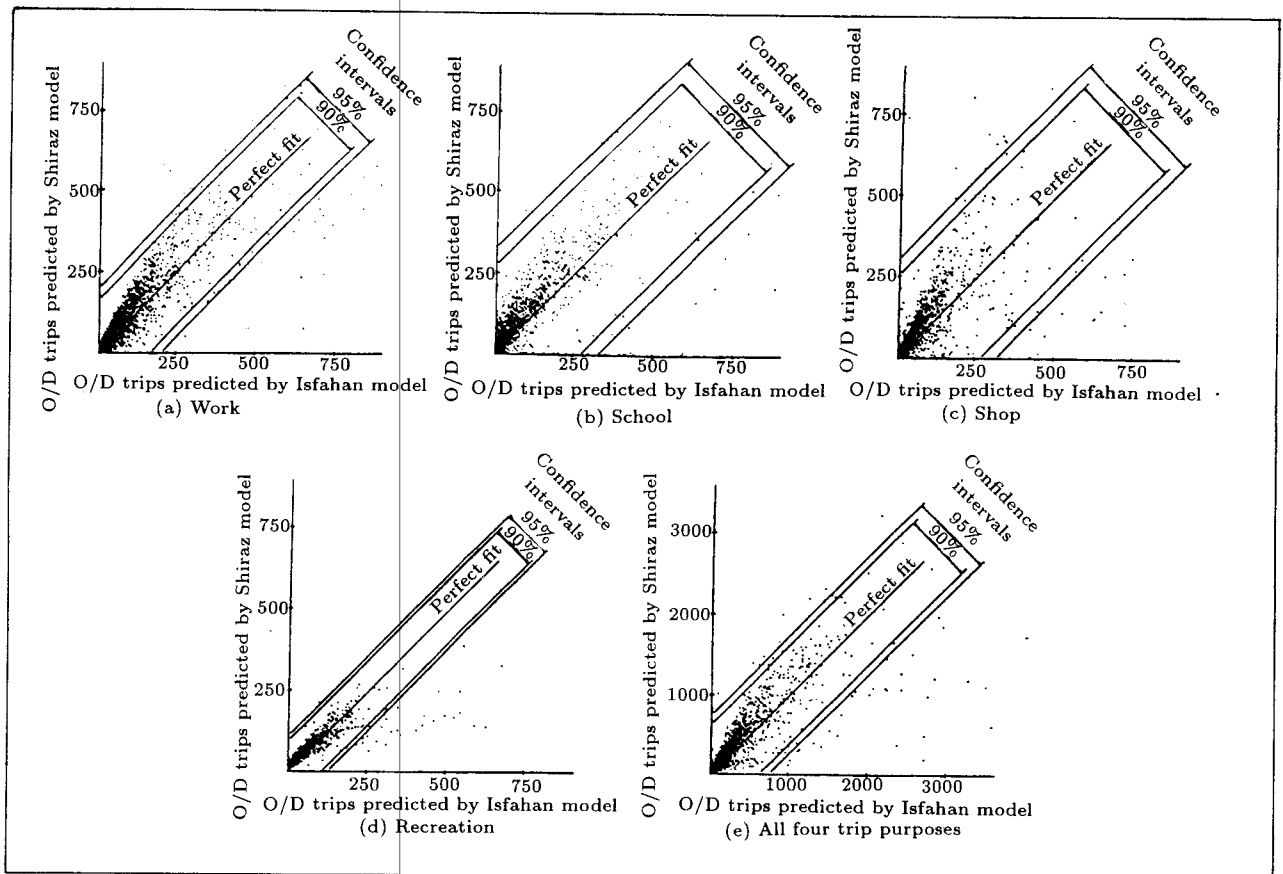 O/D trips predicted by Shiraz model
750
500
250
Confidence
intervals
95%
90%
Perfect fit
250
500
750
O/D trips predicted by Isfahan model
(a) Work
O/D trips predicted by Shiraz model
750
500
250
Confidence
intervals
95%
90%
Perfect fit
250
500
750
O/D trips predicted by Isfahan model
(b) School
O/D trips predicted by Shiraz model
750
500
250
Confidence
intervals
95%
90%
Perfect fit
250
500
750
O/D trips predicted by Isfahan model
(c) Shop
O/D trips predicted by Shiraz model
750
500
250
Confidence
intervals
95%
90%
Perfect fit
250
500
750
O/D trips predicted by Isfahan model
(d) Recreation
O/D trips predicted by Shiraz model
3000
2000
1000
Confidence
intervals
95%
90%
Perfect fit
1000
2000
3000
O/D trips predicted by Isfahan model
(e) All four trip purposes